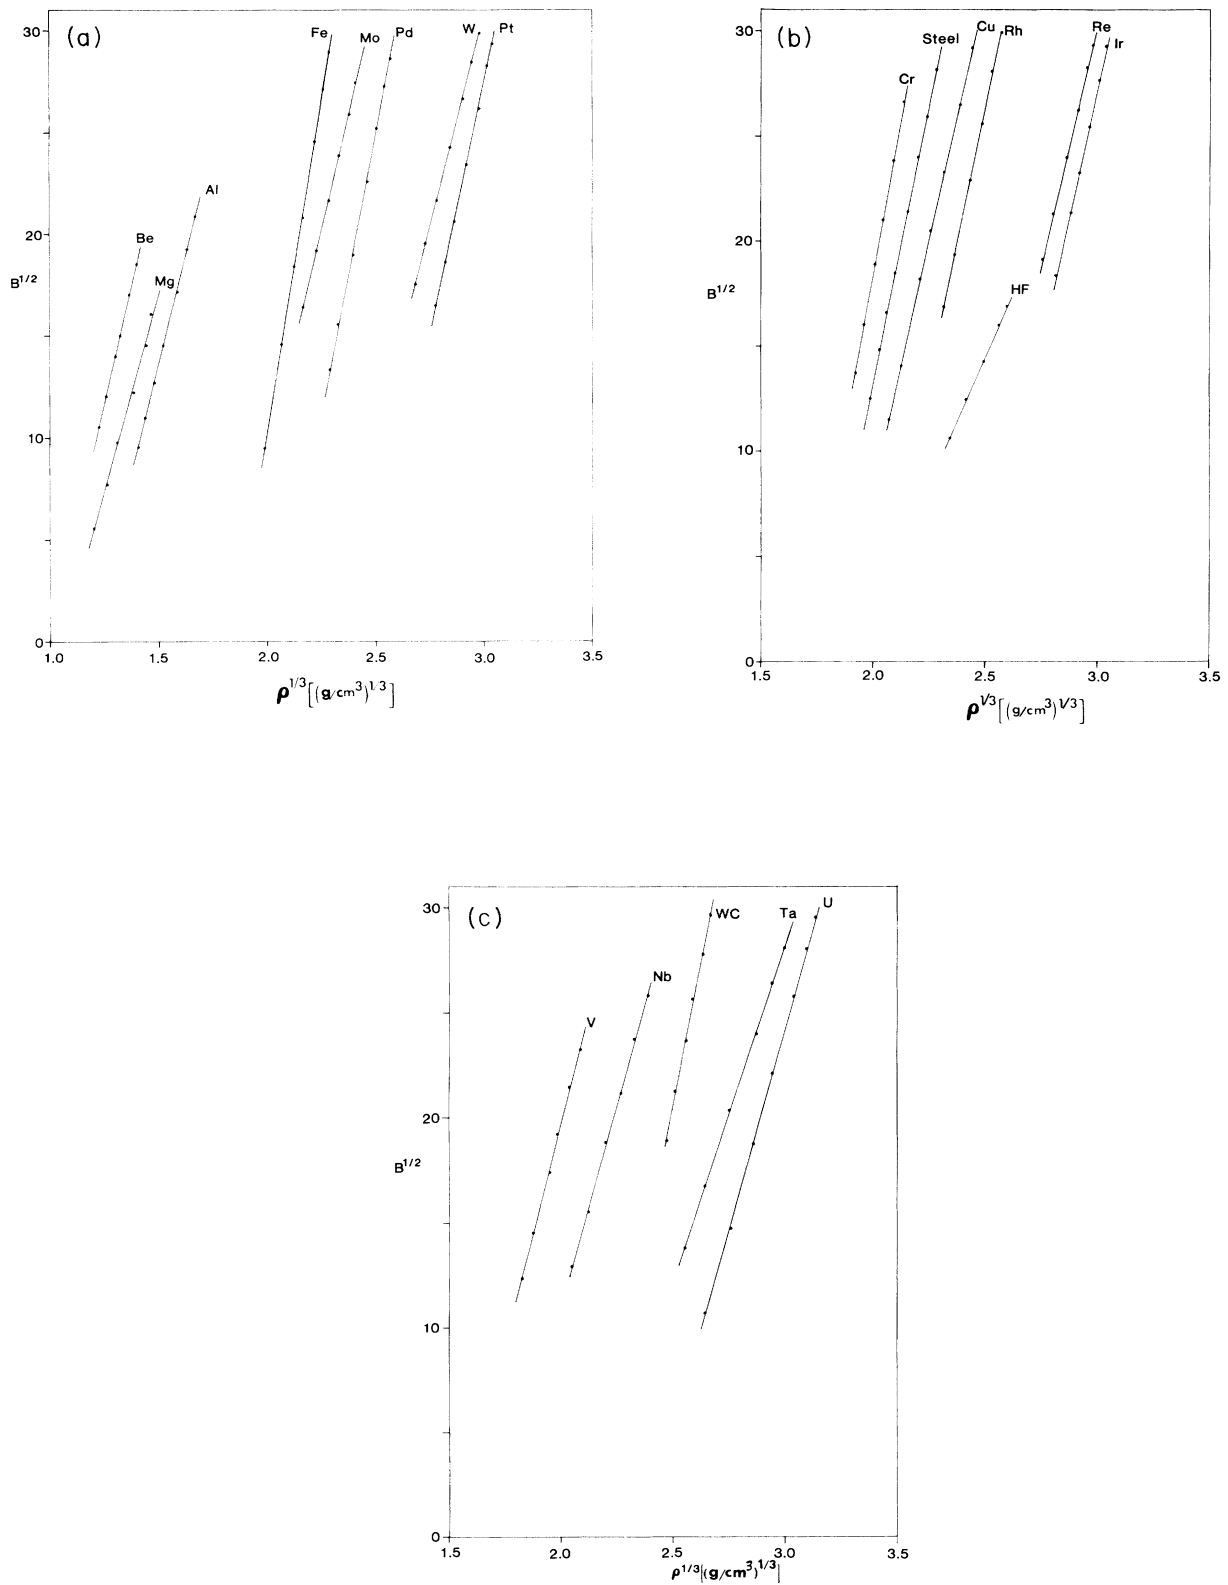 (a)
30
20
10
0
B^1/2
Fe
Mo
Pd
W
Pt
Al
Be
Mg
1.0 1.5 2.0 2.5 3.0 3.5
ρ^1/3 [(g/cm^3)^1/3]
(b)
30
20
10
0
B^1/2
Cr
Steel
Cu
Rh
Re
Ir
HF
1.5 2.0 2.5 3.0 3.5
ρ^1/3 [(g/cm^3)^1/3]
(c)
30
20
10
0
B^1/2
WC
Ta
U
Nb
V
1.5 2.0 2.5 3.0 3.5
ρ^1/3 [(g/cm^3)^1/3]